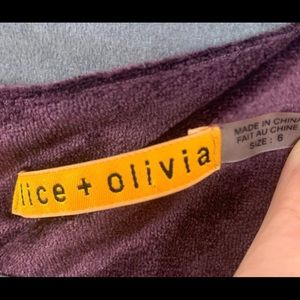 lice + olivia
MADE IN CHINA
FAIT AU CHINE
SIZE : 6